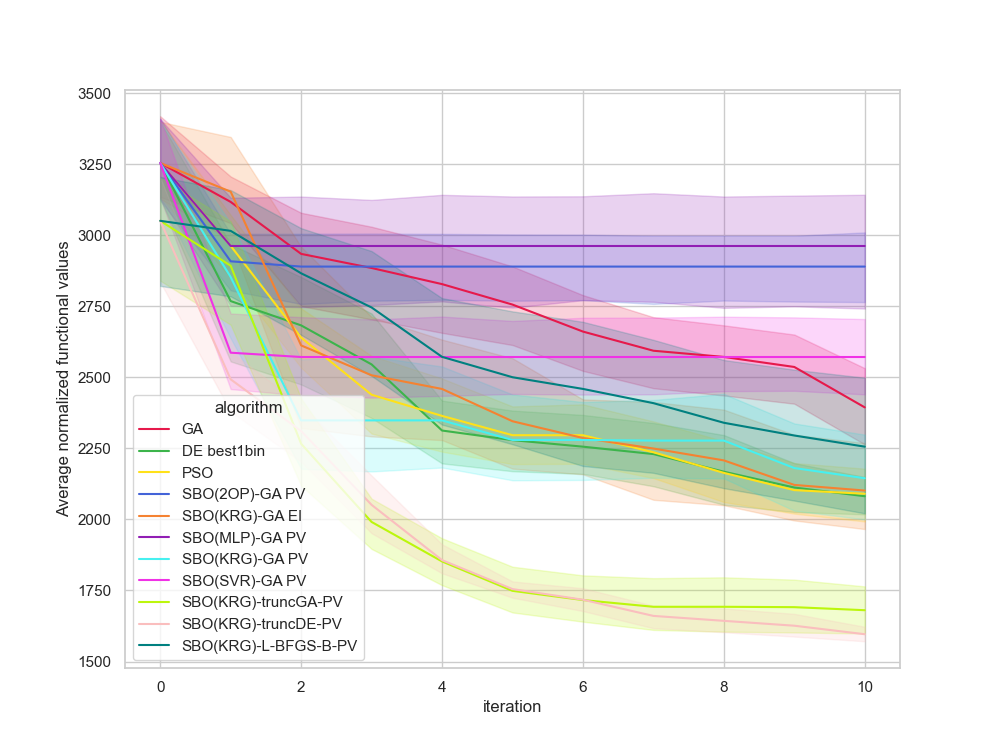 3500
3250
3000
2750
2500
2250
2000
1750
1500
Average normalized functional values
algorithm
GA
DE best1bin
PSO
SBO(2OP)-GA PV
SBO(KRG)-GA EI
SBO(MLP)-GA PV
SBO(KRG)-GA PV
SBO(SVR)-GA PV
SBO(KRG)-truncGA-PV
SBO(KRG)-truncDE-PV
SBO(KRG)-L-BFGS-B-PV
0 2 4 6 8 10
iteration